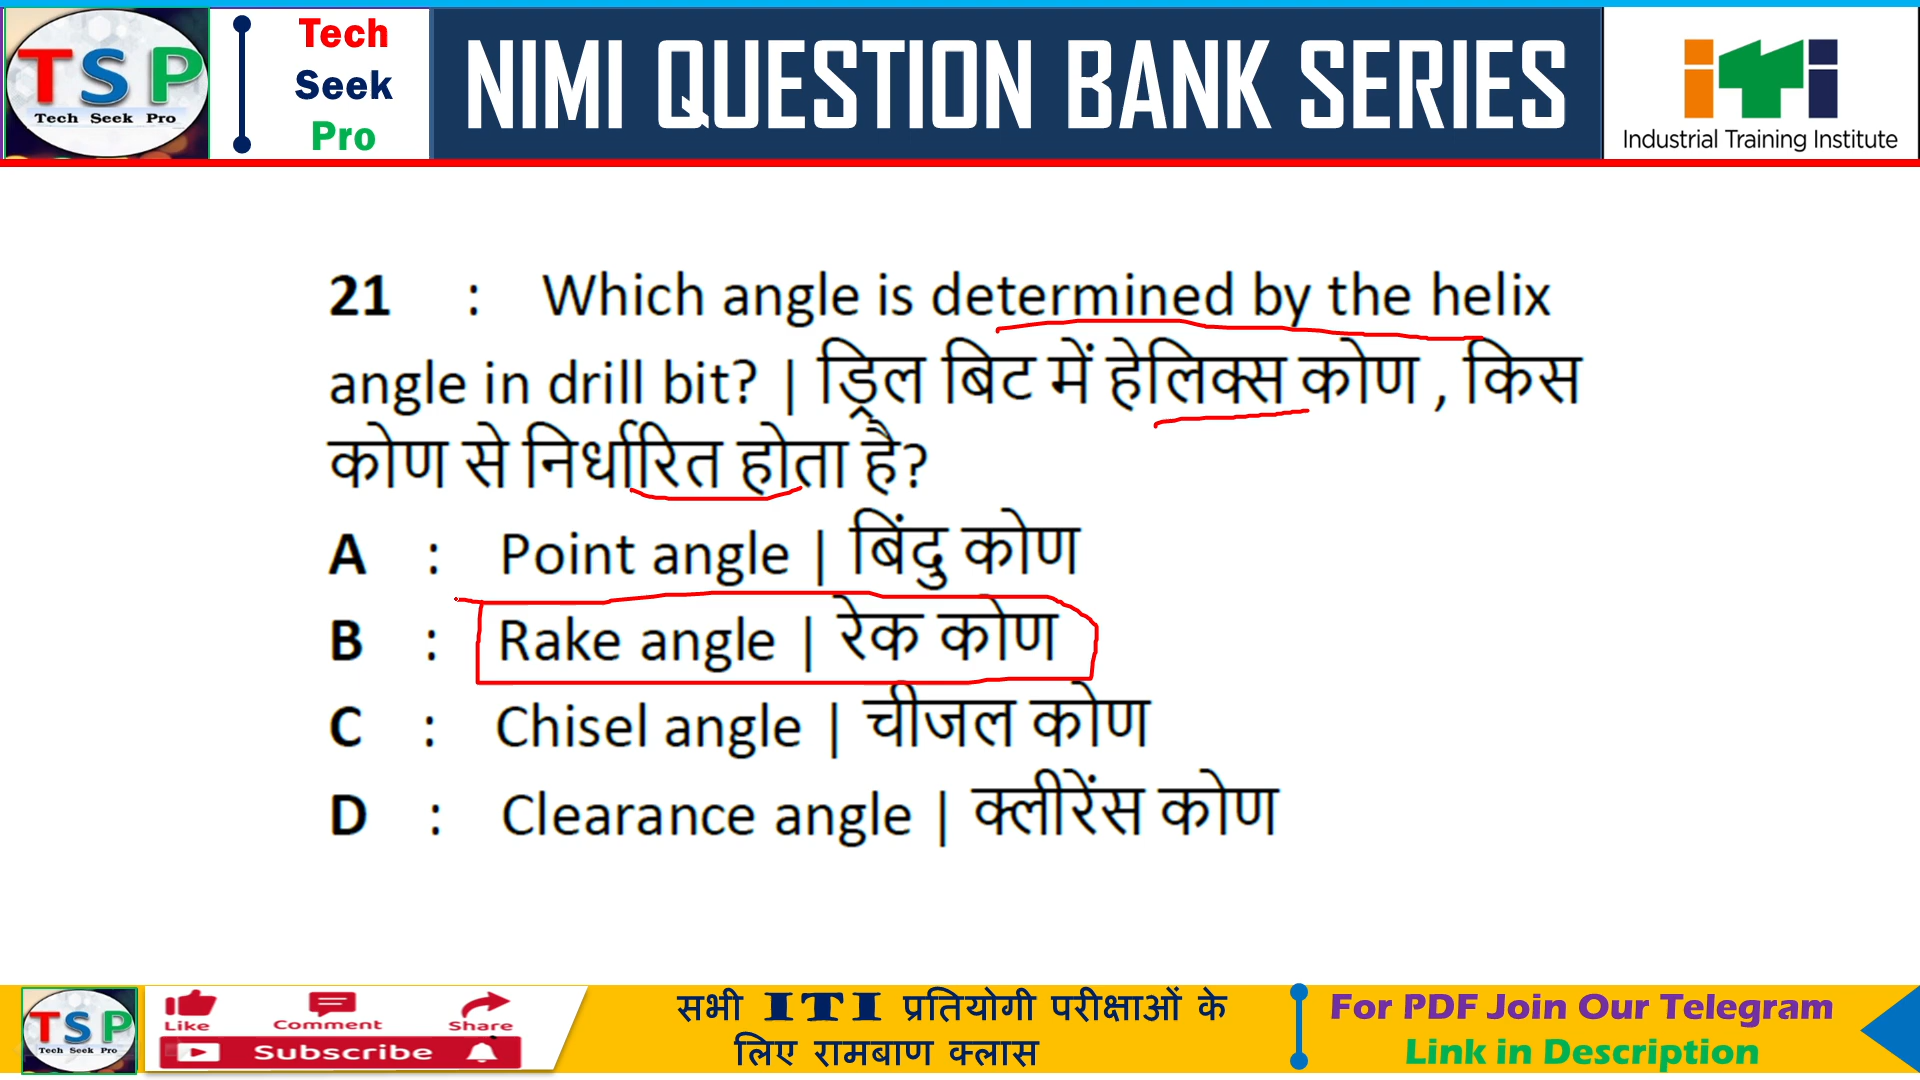 TSP
Tech Seek Pro
Tech
Seek
Pro
NIMI QUESTION BANK SERIES
iTi
Industrial Training Institute
21 : Which angle is determined by the helix
angle in drill bit? | ड्रिल बिट में हेलिक्स कोण , किस
कोण से निर्धारित होता है?
A : Point angle | बिंदु कोण
B : Rake angle | रेक कोण
C : Chisel angle | चीजल कोण
D : Clearance angle | क्लीरेंस कोण
TSP
Tech Seek Pro
Like Comment Share
Subscribe
सभी ITI प्रतियोगी परीक्षाओं के
लिए रामबाण क्लास
For PDF Join Our Telegram
Link in Description